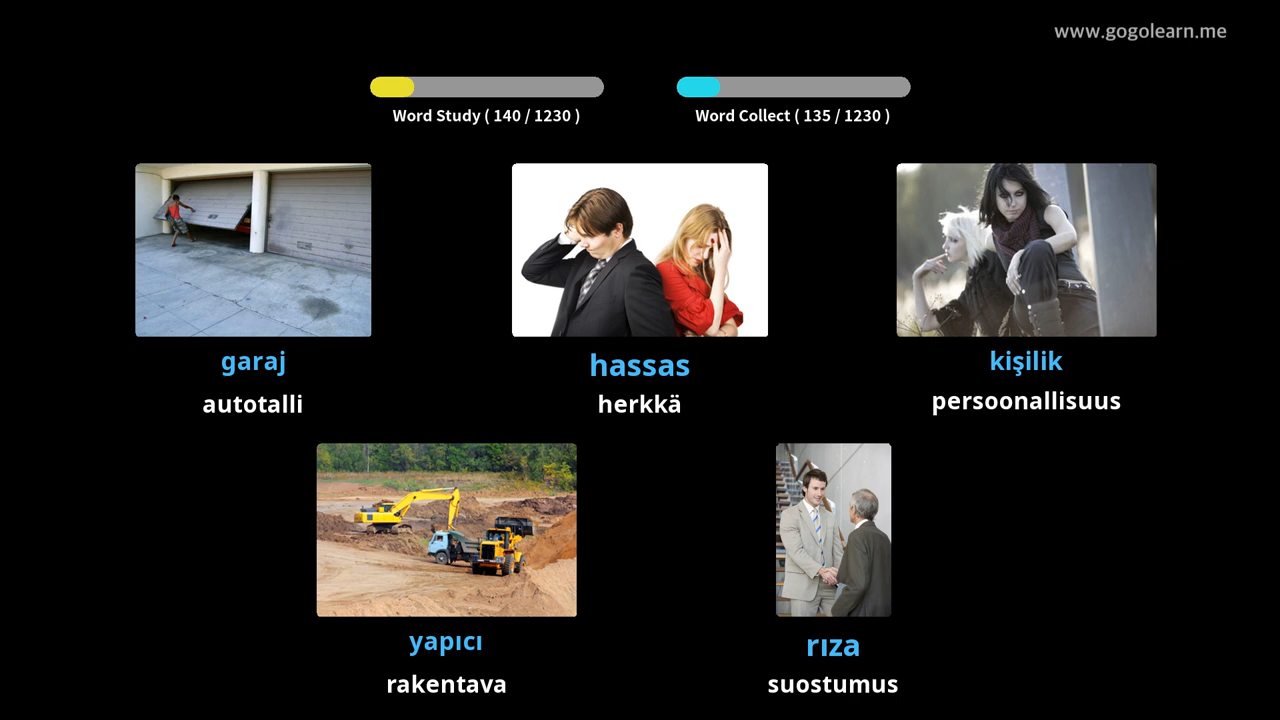 www.gogolearn.me
Word Study ( 140 / 1230 )
Word Collect ( 135 / 1230 )
garaj
autotalli
hassas
herkkä
kişilik
persoonallisuus
yapıcı
rakentava
rıza
suostumus